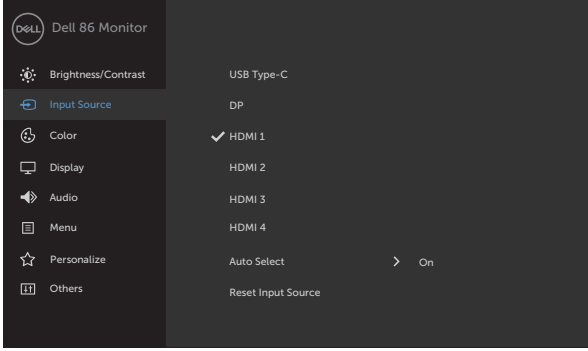 DELL Dell 86 Monitor
Brightness/Contrast
Input Source
Color
Display
Audio
Menu
Personalize
Others
USB Type-C
DP
HDMI 1
HDMI 2
HDMI 3
HDMI 4
Auto Select > On
Reset Input Source